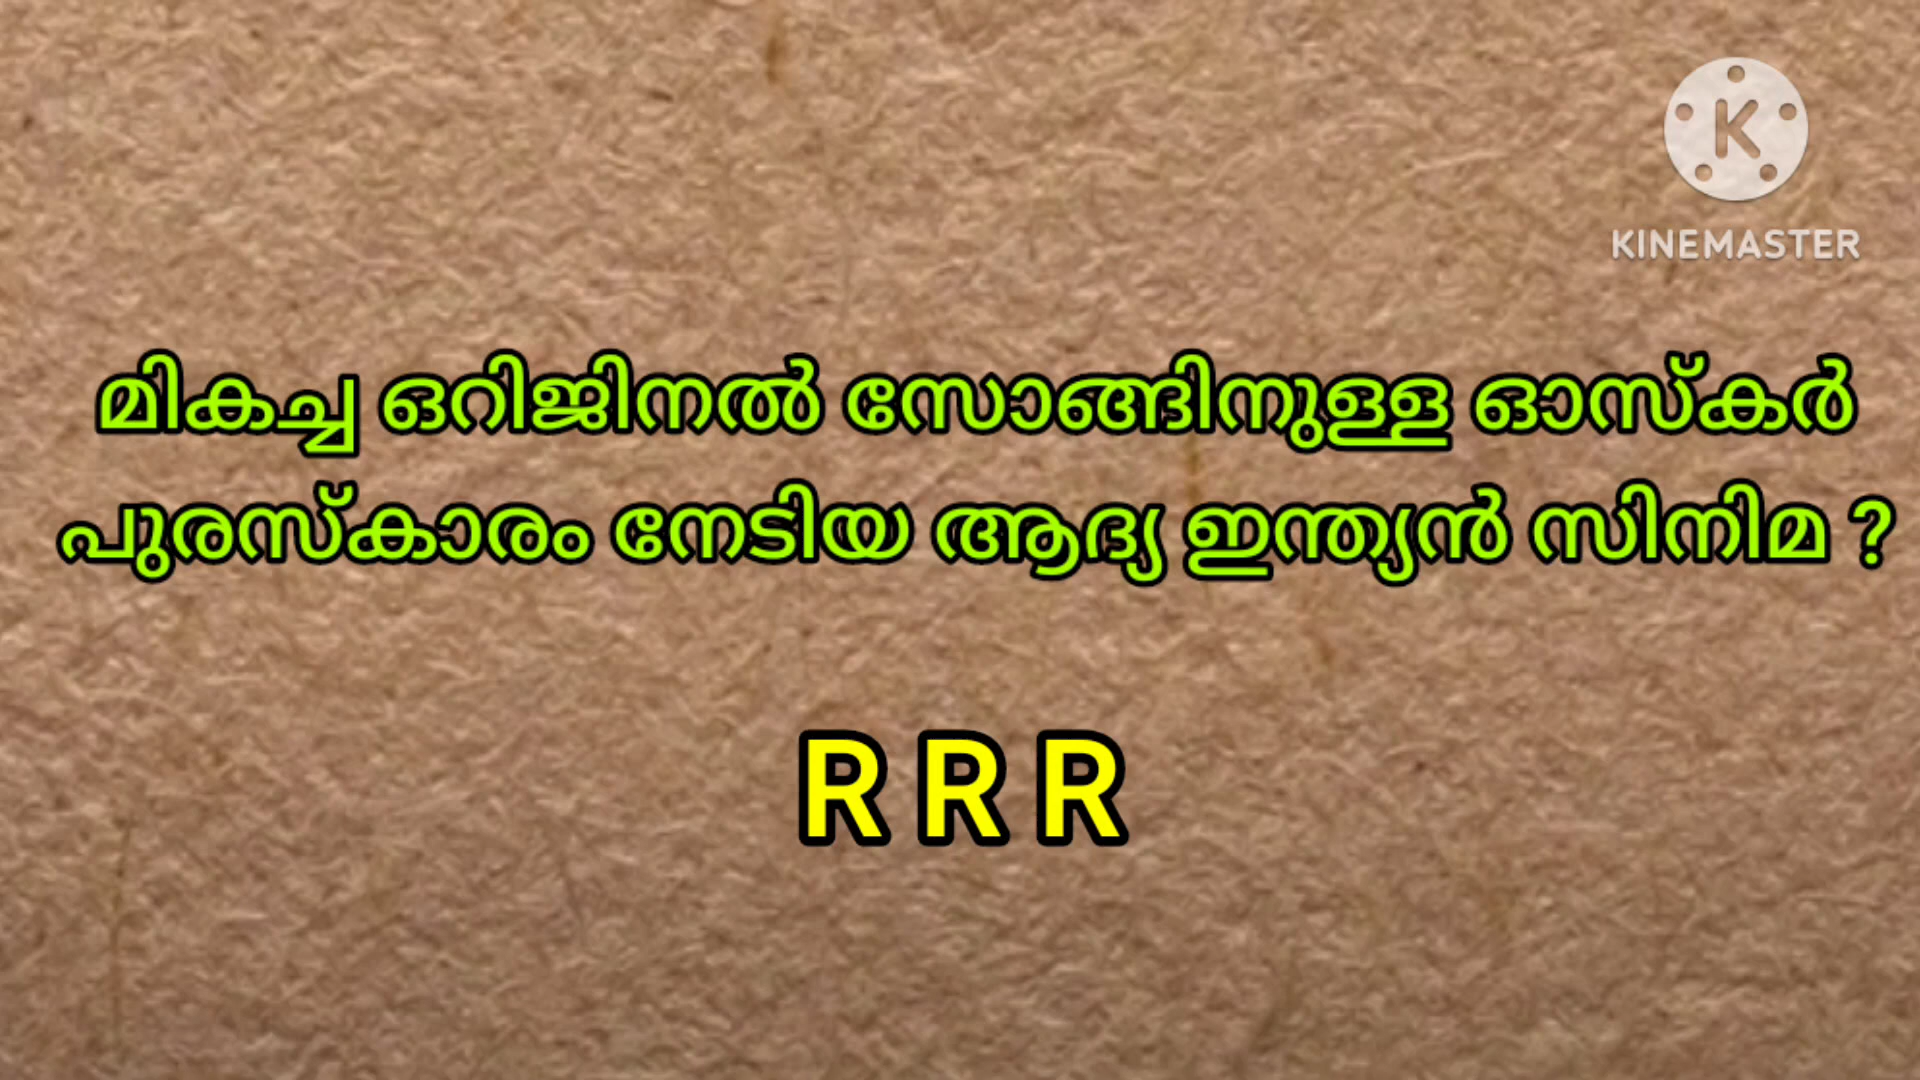 KINEMASTER
മികച്ച ഒറിജിനൽ സോങ്ങിനുള്ള ഓസ്കർ
പുരസ്കാരം നേടിയ ആദ്യ ഇന്ത്യൻ സിനിമ ?
R R R